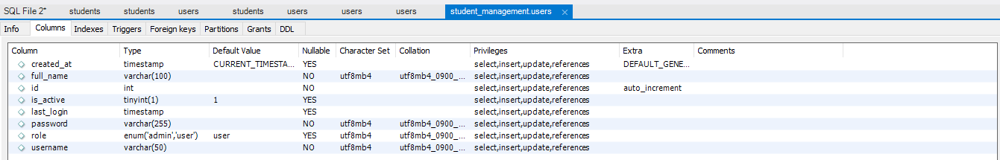 SQL File 2* students students users students users users users student_management.users
Info Columns Indexes Triggers Foreign keys Partitions Grants DDL
Column Type Default Value Nullable Character Set Collation Privileges Extra Comments
created_at timestamp CURRENT_TIMESTA... YES select,insert,update,references DEFAULT_GENE...
full_name varchar(100) NO utf8mb4 utf8mb4_0900_... select,insert,update,references
id int NO select,insert,update,references auto_increment
is_active tinyint(1) 1 YES select,insert,update,references
last_login timestamp YES select,insert,update,references
password varchar(255) NO utf8mb4 utf8mb4_0900_... select,insert,update,references
role enum('admin','user') user YES utf8mb4 utf8mb4_0900_... select,insert,update,references
username varchar(50) NO utf8mb4 utf8mb4_0900_... select,insert,update,references